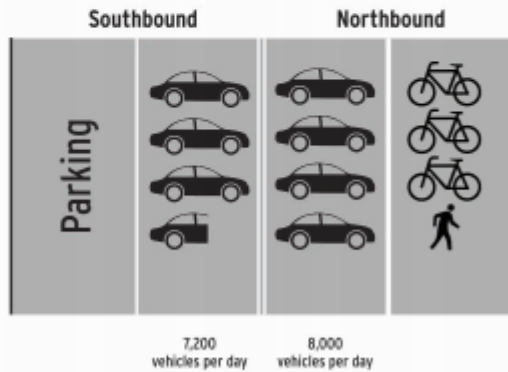 Southbound
Northbound
Parking
7,200
vehicles per day
8,000
vehicles per day